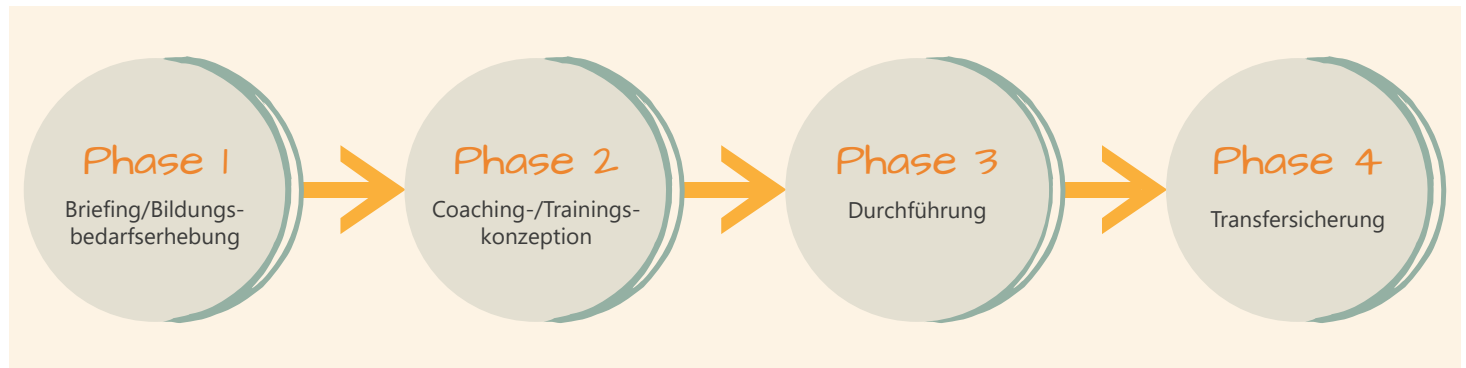 Phase 1
Briefing/Bildungs-
bedarfserhebung
Phase 2
Coaching-/Trainings-
konzeption
Phase 3
Durchführung
Phase 4
Transfersicherung